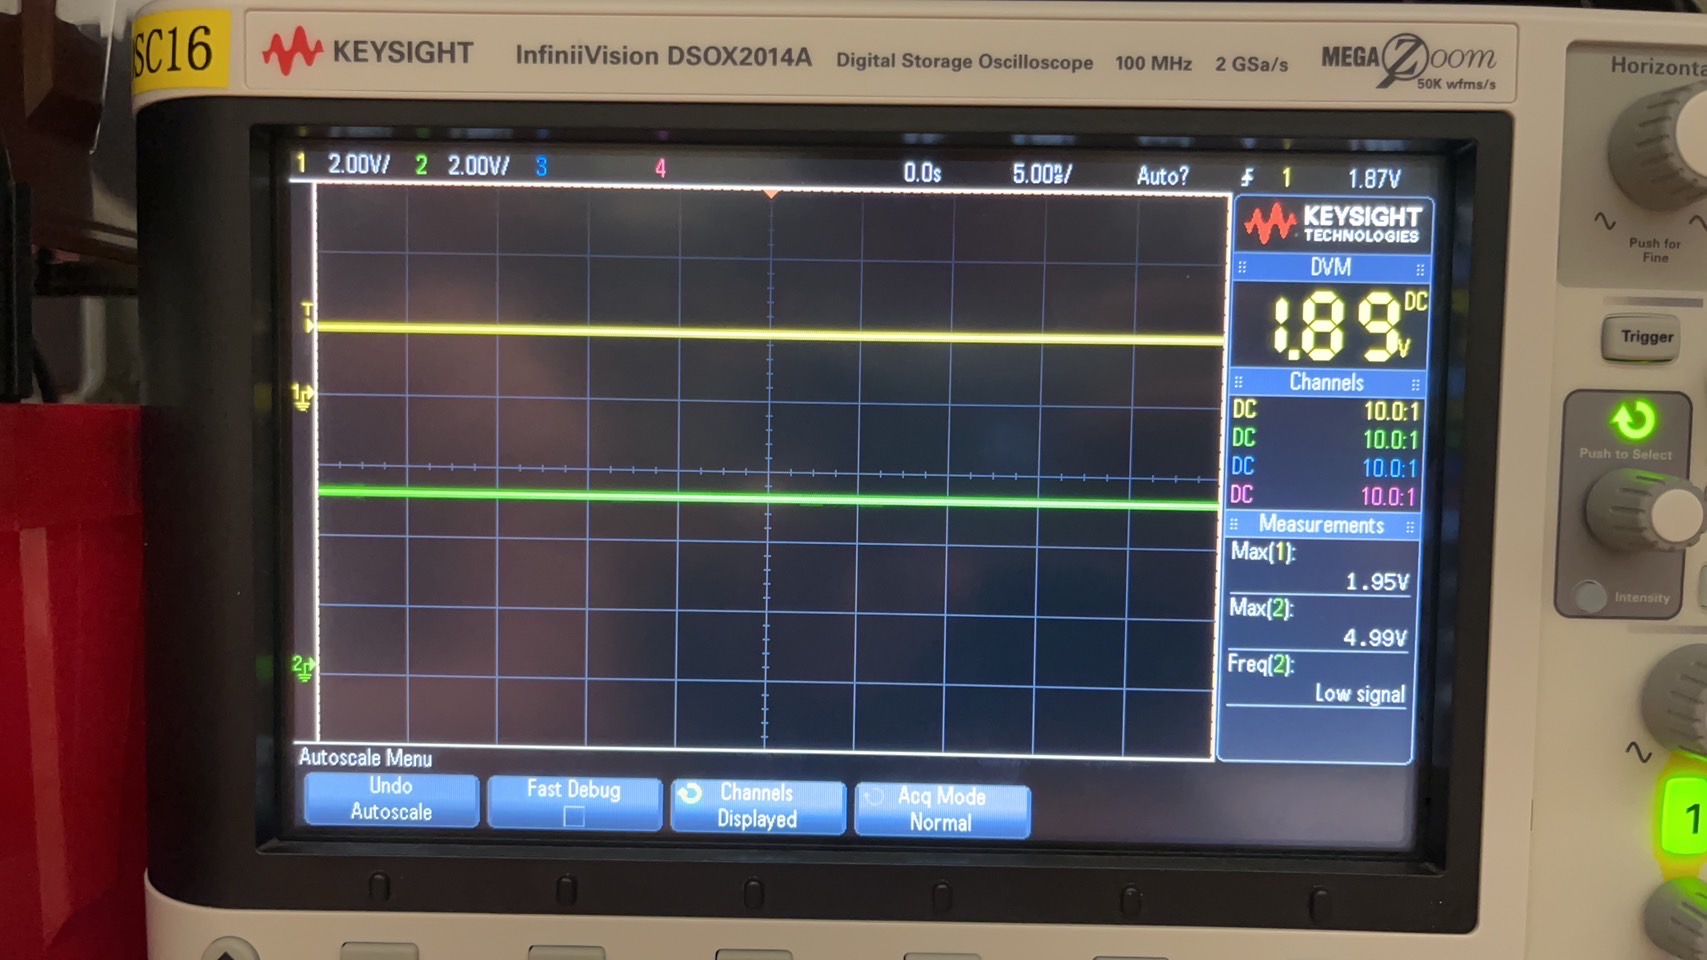 SC16
KEYSIGHT InfiniiVision DSOX2014A Digital Storage Oscilloscope 100 MHz 2 GSa/s MEGA Zoom
50K wfms/s
1 2.00V/ 2 2.00V/ 3 4 0.0s 5.00 Auto? 1 1.87V
KEYSIGHT
TECHNOLOGIES
DVM
1.89 DC
V
Channels
DC 10.0:1
DC 10.0:1
DC 10.0:1
DC 10.0:1
Measurements
Max(1):
1.95V
Max(2):
4.99V
Freq(2):
Low signal
T
1
2
Autoscale Menu
Undo
Autoscale
Fast Debug
Channels
Displayed
Acq Mode
Normal
Push for
Fine
Trigger
Push to Select
Intensity
1